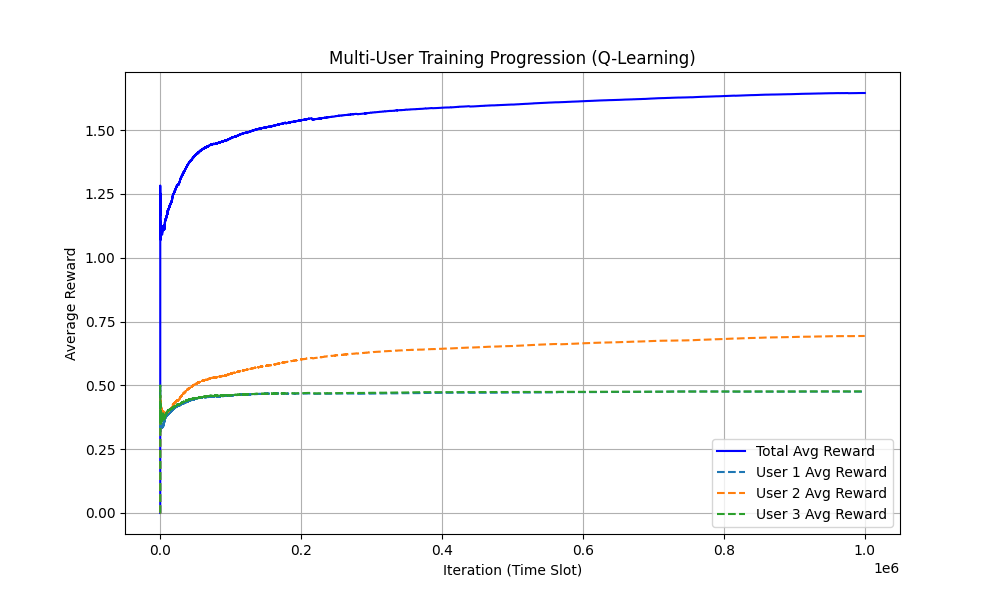 Multi-User Training Progression (Q-Learning)
Average Reward
1.50
1.25
1.00
0.75
0.50
0.25
0.00
Total Avg Reward
User 1 Avg Reward
User 2 Avg Reward
User 3 Avg Reward
0.0 0.2 0.4 0.6 0.8 1.0
1e6
Iteration (Time Slot)